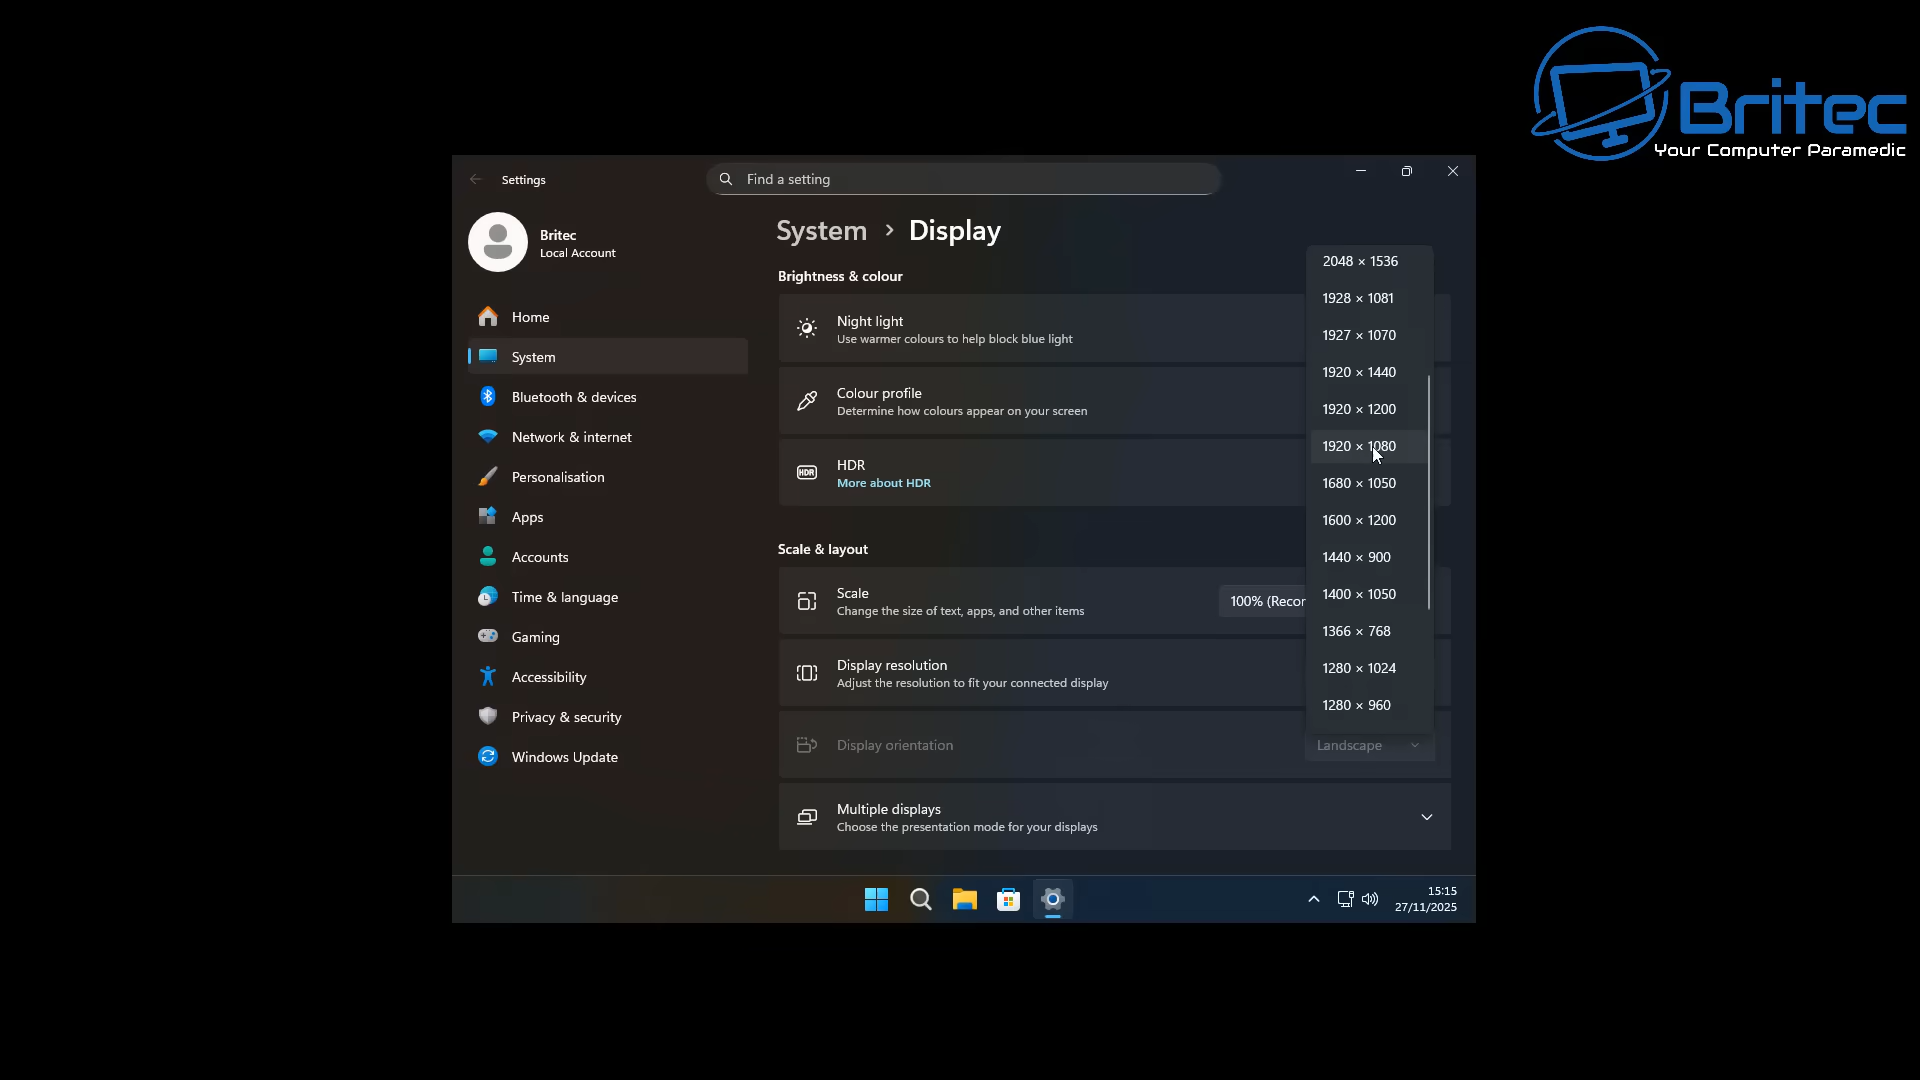 Britec
Your Computer Paramedic
Settings
Find a setting
Britec
Local Account
Home
System
Bluetooth & devices
Network & internet
Personalisation
Apps
Accounts
Time & language
Gaming
Accessibility
Privacy & security
Windows Update
System > Display
Brightness & colour
Night light
Use warmer colours to help block blue light
Colour profile
Determine how colours appear on your screen
HDR
HDR
More about HDR
Scale & layout
Scale
Change the size of text, apps, and other items
100% (Recor
Display resolution
Adjust the resolution to fit your connected display
Display orientation
Landscape
Multiple displays
Choose the presentation mode for your displays
2048 × 1536
1928 × 1081
1927 × 1070
1920 × 1440
1920 × 1200
1920 × 1080
1680 × 1050
1600 × 1200
1440 × 900
1400 × 1050
1366 × 768
1280 × 1024
1280 × 960
15:15
27/11/2025